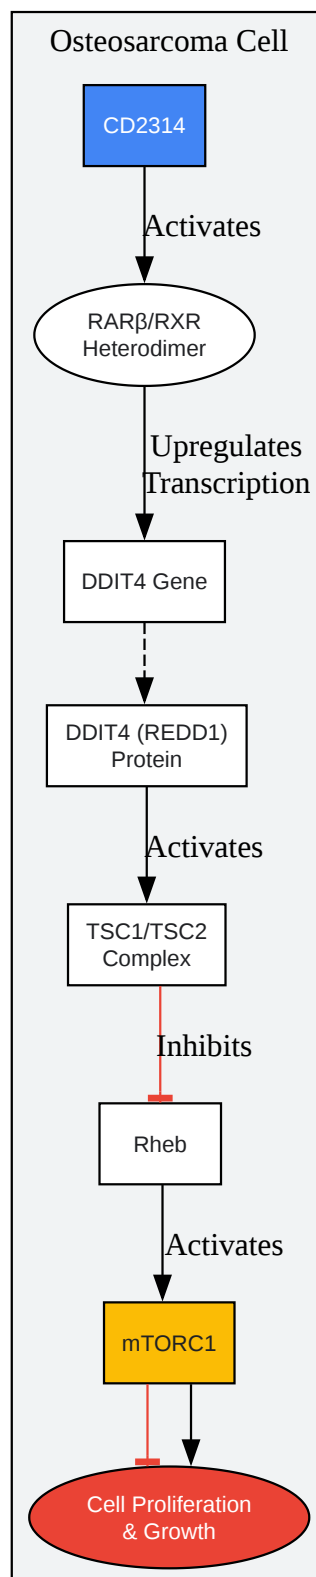 Osteosarcoma Cell
CD2314
Activates
RARβ/RXR
Heterodimer
Upregulates
Transcription
DDIT4 Gene
DDIT4 (REDD1)
Protein
Activates
TSC1/TSC2
Complex
Inhibits
Rheb
Activates
mTORC1
Cell Proliferation
& Growth